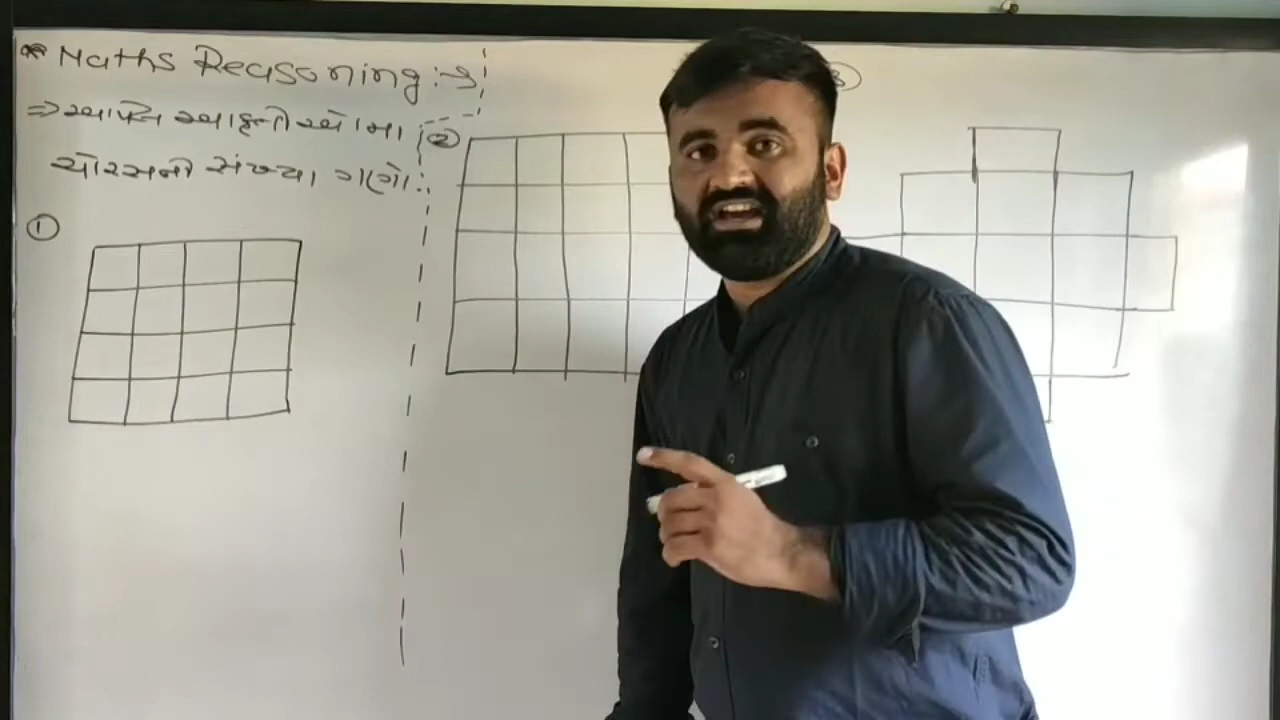 * Maths Reasoning :→
⇒ આપેલ આકૃતીઓમા
ચોરસની સંખ્યા ગણો:.
①
②
③